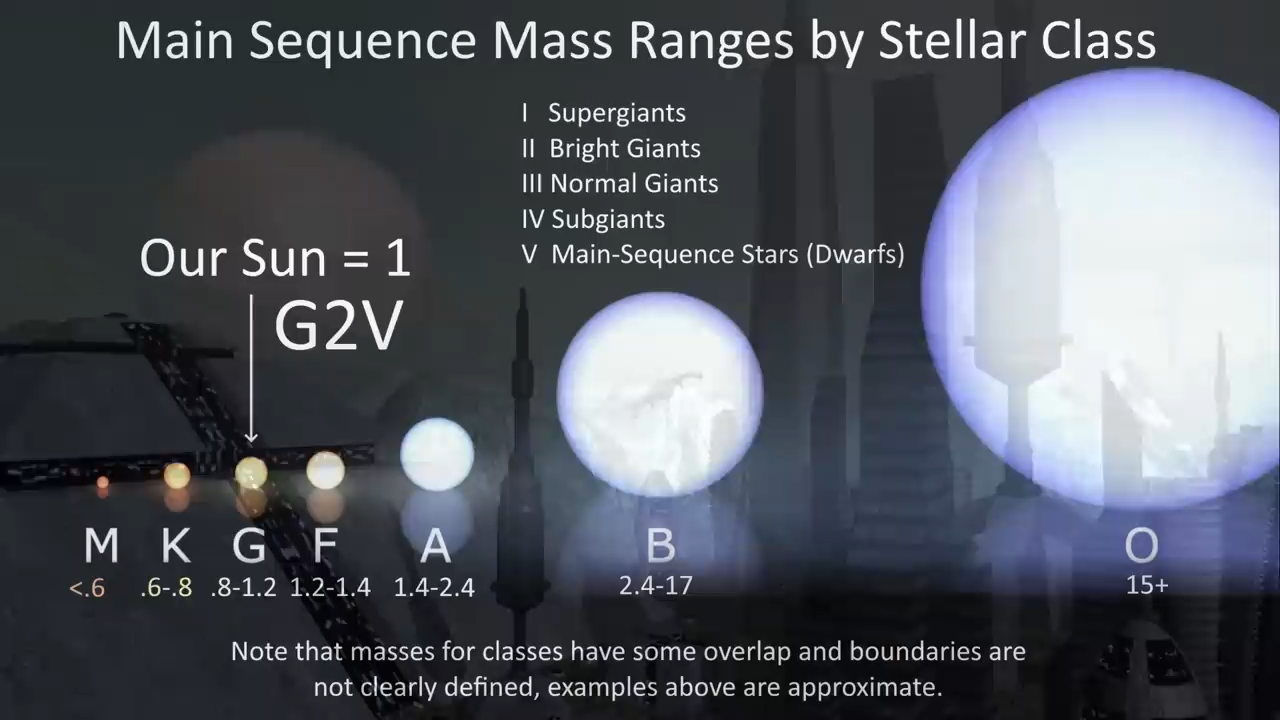 Main Sequence Mass Ranges by Stellar Class
I Supergiants
II Bright Giants
III Normal Giants
IV Subgiants
V Main-Sequence Stars (Dwarfs)
Our Sun = 1
G2V
M K G F A B O
<.6 .6-.8 .8-1.2 1.2-1.4 1.4-2.4 2.4-17 15+
Note that masses for classes have some overlap and boundaries are
not clearly defined, examples above are approximate.